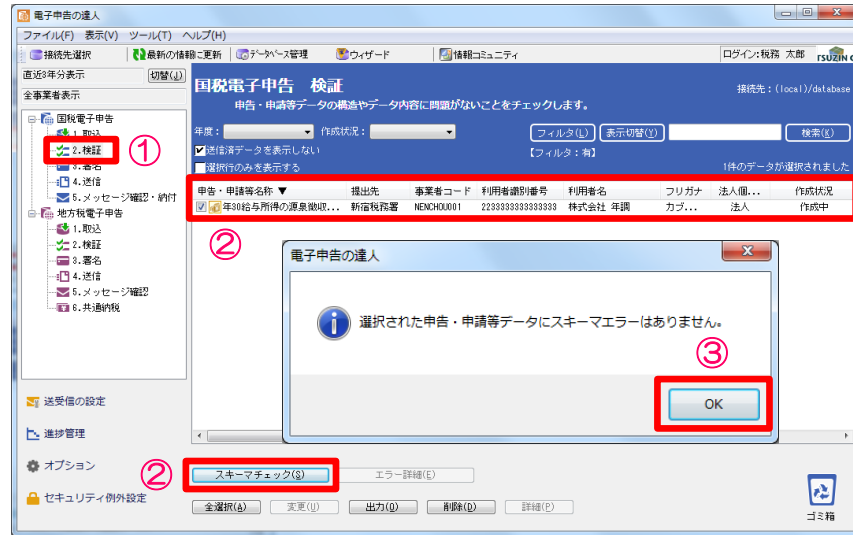 電子申告の達人
ファイル(F) 表示(V) ツール(T) ヘルプ(H)
接続先選択 最新の情報に更新 データベース管理 ウィザード 情報コミュニティ ログイン:税務 太郎
直近3年分表示 切替(J)
全事業者表示
国税電子申告
1.取込
2.検証
①
3.署名
4.送信
5.メッセージ確認・納付
地方税電子申告
1.取込
2.検証
3.署名
4.送信
5.メッセージ確認
6.共通納税
送受信の設定
進捗管理
オプション
セキュリティ例外設定
国税電子申告 検証
接続先:(local)/database
申告・申請等データの構造やデータ内容に問題がないことをチェックします。
年度: 作成状況: フィルタ(L) 表示切替(Y) 検索(K)
送信済データを表示しない 【フィルタ:有】
選択行のみを表示する 1件のデータが選択されました
申告・申請等名称 ▼ 提出先 事業者コード 利用者識別番号 利用者名 フリガナ 法人個... 作成状況
年30給与所得の源泉徴収... 新宿税務署 NENCHOU001 2233333333333333 株式会社 年調 カブ... 法人 作成中
②
電子申告の達人
選択された申告・申請等データにスキーマエラーはありません。
③
OK
②
スキーマチェック(S) エラー詳細(E)
全選択(A) 変更(U) 出力(O) 削除(D) 詳細(P)
ゴミ箱